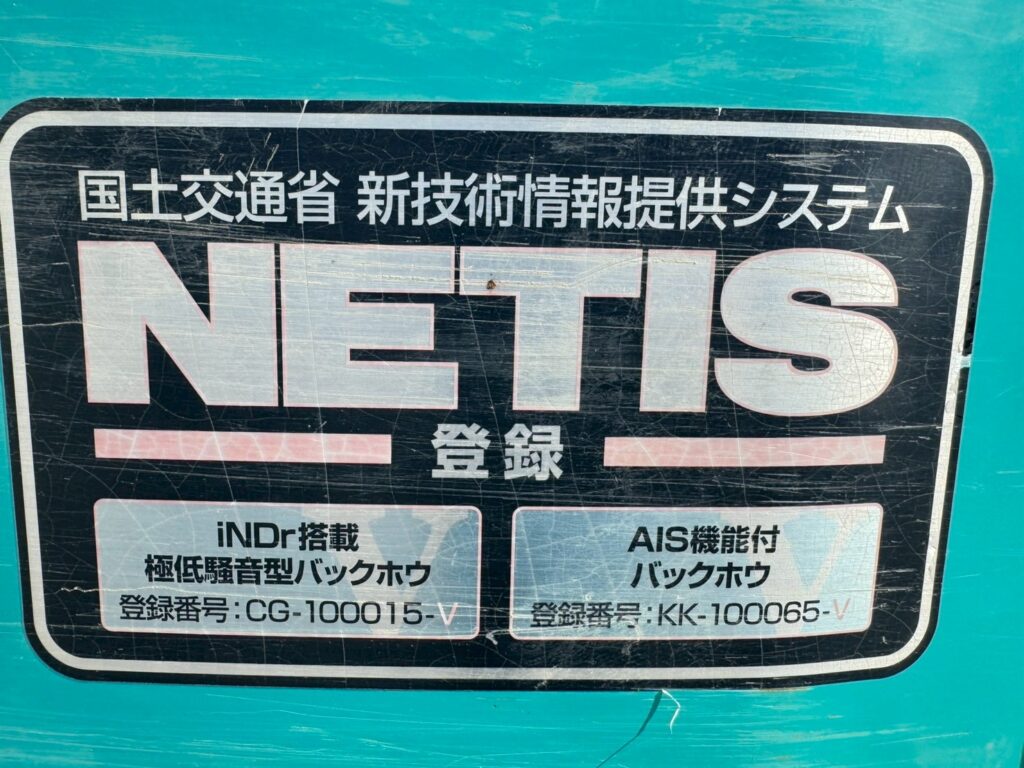 国土交通省 新技術情報提供システム
NETIS
登録
iNDr搭載
極低騒音型バックホウ
登録番号:CG-100015-V
AIS機能付
バックホウ
登録番号:KK-100065-V